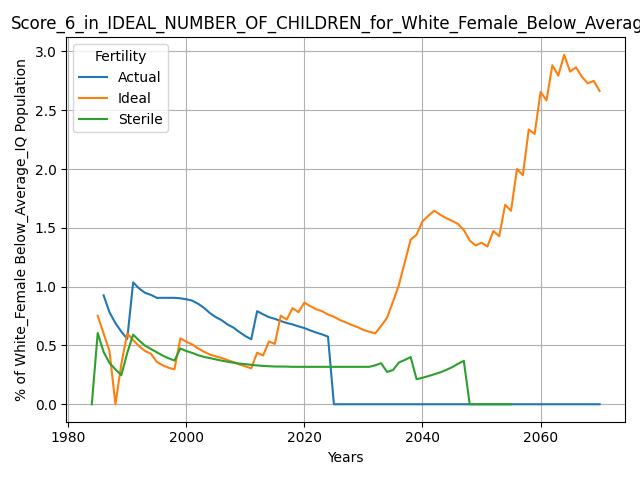 Score_6_in_IDEAL_NUMBER_OF_CHILDREN_for_White_Female_Below_Averag
Fertility
Actual
Ideal
Sterile
% of White_Female Below_Average_IQ Population
3.0
2.5
2.0
1.5
1.0
0.5
0.0
1980 2000 2020 2040 2060
Years